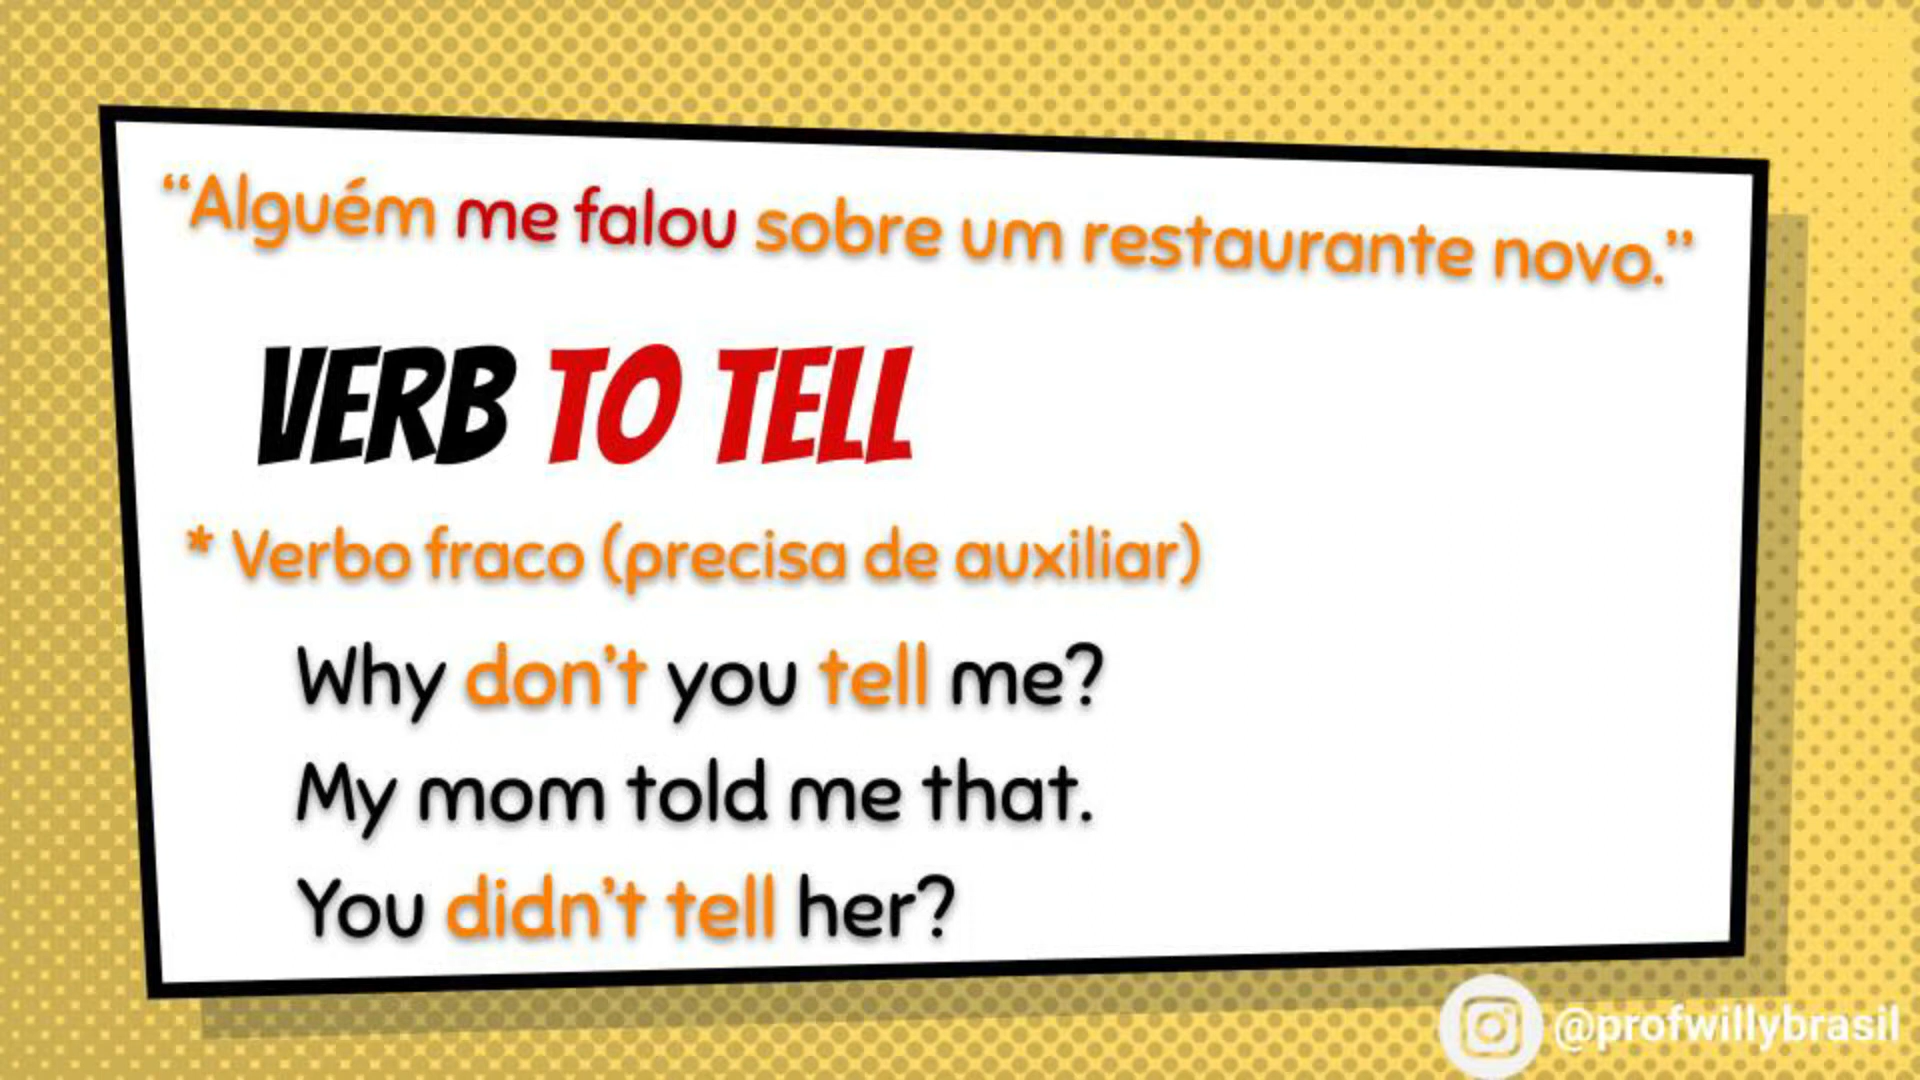 “Alguém me falou sobre um restaurante novo.”
VERB TO TELL
* Verbo fraco (precisa de auxiliar)
Why don’t you tell me?
My mom told me that.
You didn’t tell her?
@profwillybrasil